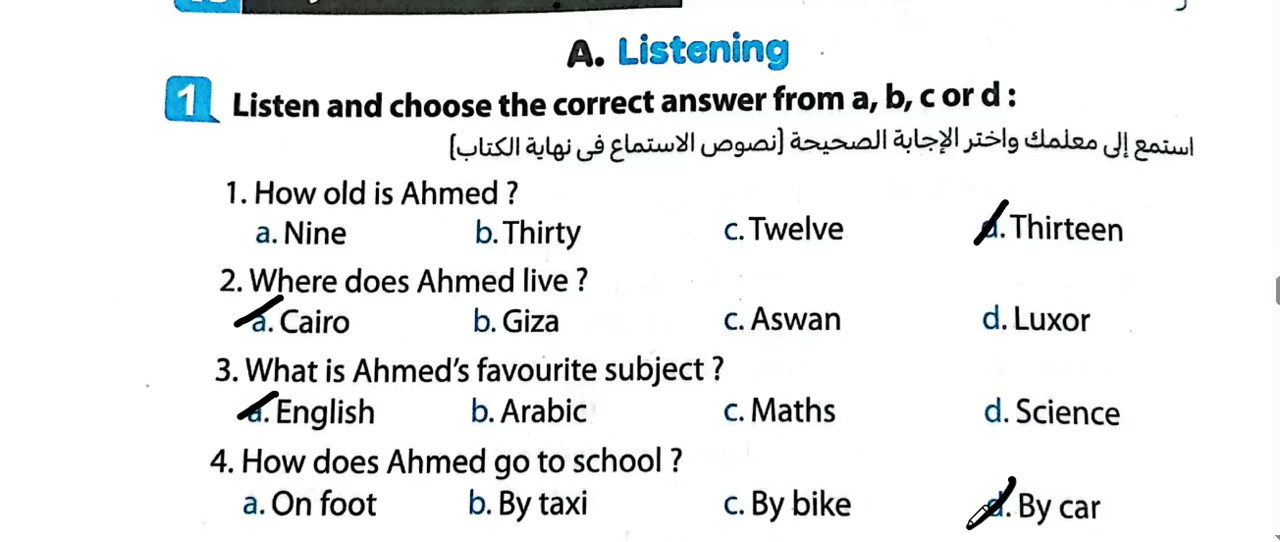 A. Listening
1 Listen and choose the correct answer from a, b, c or d :
استمع إلى معلمك واختر الإجابة الصحيحة [نصوص الاستماع فى نهاية الكتاب]
1. How old is Ahmed ?
a. Nine b. Thirty c. Twelve d. Thirteen
2. Where does Ahmed live ?
a. Cairo b. Giza c. Aswan d. Luxor
3. What is Ahmed's favourite subject ?
a. English b. Arabic c. Maths d. Science
4. How does Ahmed go to school ?
a. On foot b. By taxi c. By bike d. By car